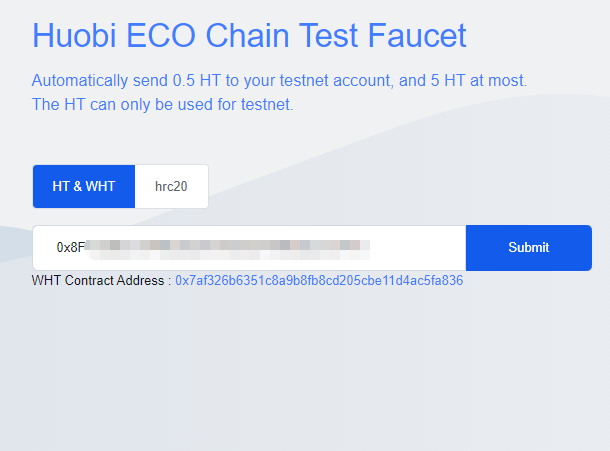 Huobi ECO Chain Test Faucet
Automatically send 0.5 HT to your testnet account, and 5 HT at most.
The HT can only be used for testnet.
HT & WHT hrc20
0x8F
Submit
WHT Contract Address : 0x7af326b6351c8a9b8fb8cd205cbe11d4ac5fa836